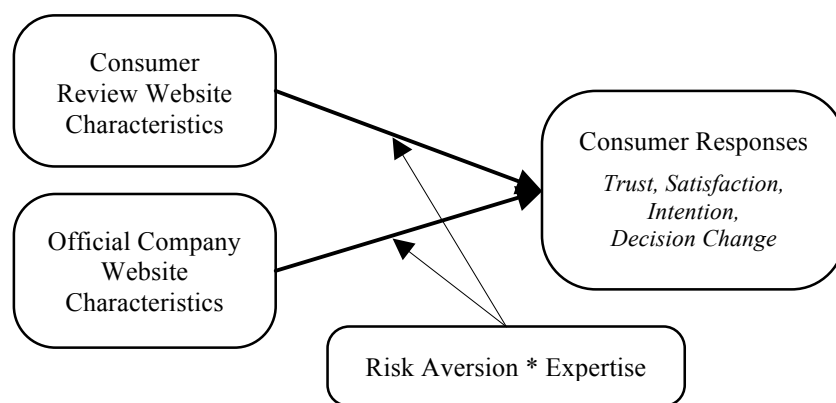 Consumer
Review Website
Characteristics
Official Company
Website
Characteristics
Consumer Responses
Trust, Satisfaction,
Intention,
Decision Change
Risk Aversion * Expertise